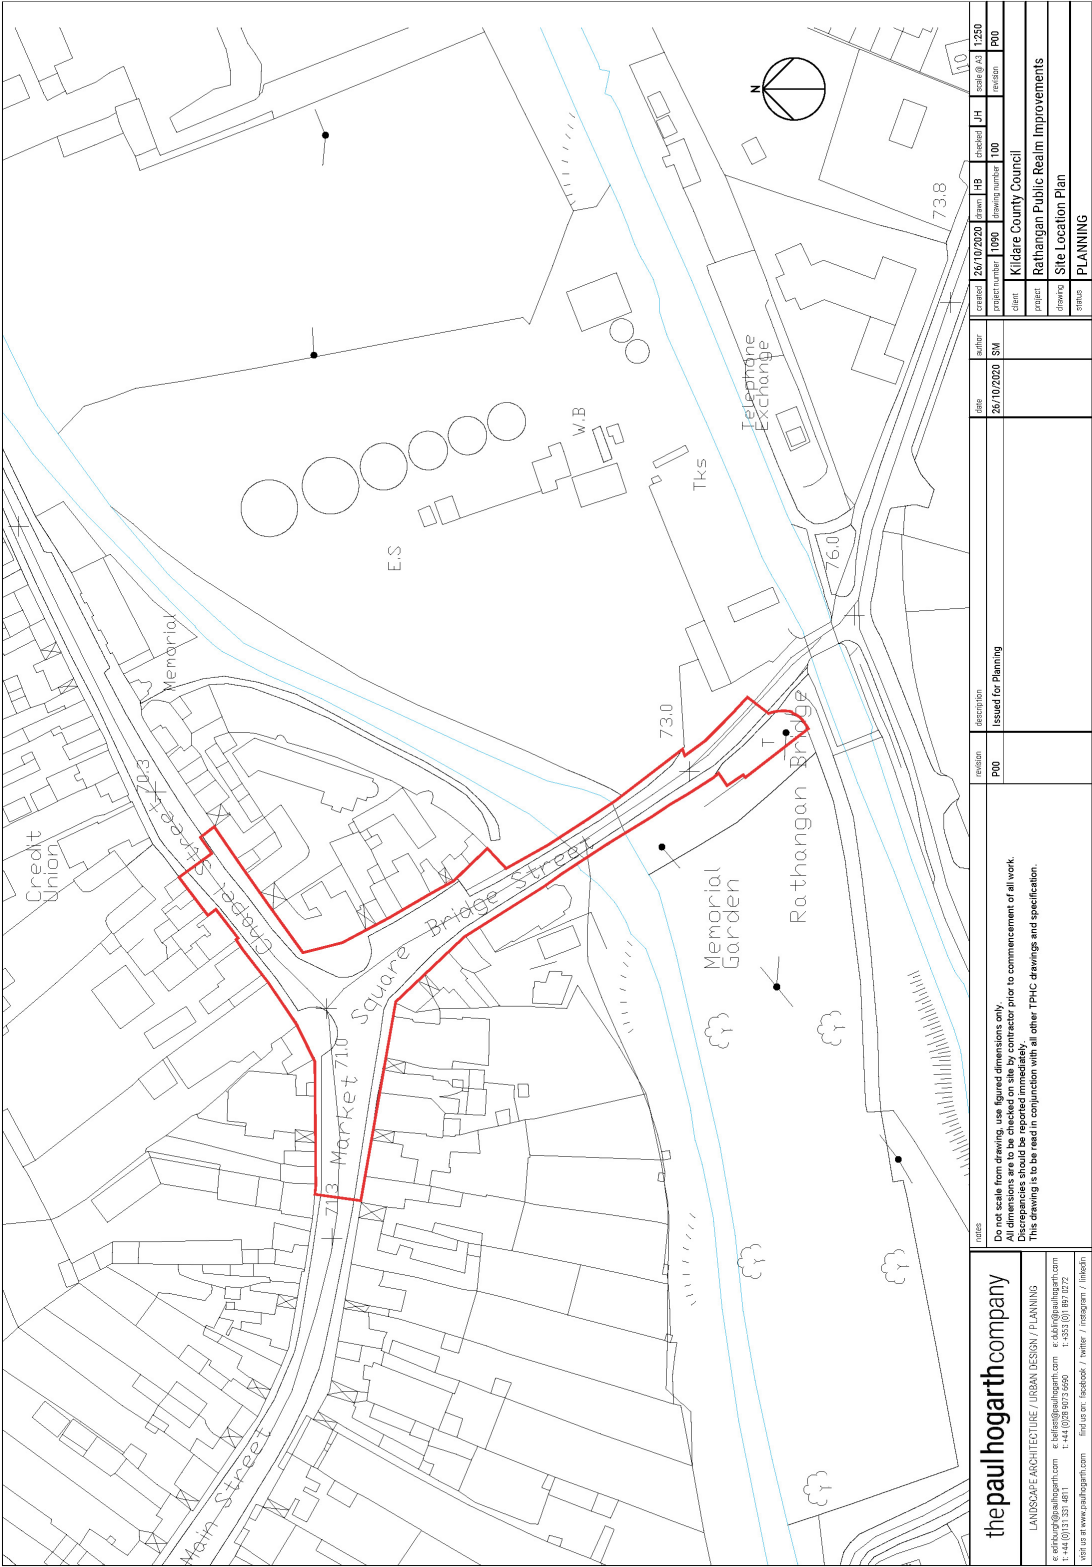 Credit
Union
70.3
Memorial
Chapel Street
Market Square
71.0
71.3
Bridge Street
Main Street
E.S
W.B
Tks
Telephone
Exchange
N
10
73.8
76.0
73.0
T
Rathangan Bridge
Memorial
Garden
thepaulhogarthcompany
LANDSCAPE ARCHITECTURE / URBAN DESIGN / PLANNING
e: edinburgh@paulhogarth.com e: belfast@paulhogarth.com e: dublin@paulhogarth.com
t: +44 (0)131 331 4811 t: +44 (0)28 9073 6690 t: +353 (0)1 897 0272
visit us at www.paulhogarth.com find us on: facebook / twitter / instagram / linkedin
notes
Do not scale from drawing, use figured dimensions only.
All dimensions are to be checked on site by contractor prior to commencement of all work.
Discrepancies should be reported immediately.
This drawing is to be read in conjunction with all other TPHC drawings and specification.
revision description date author
P00 Issued for Planning 26/10/2020 SM
created 26/10/2020 drawn HB checked JH scale @ A3 1:250
project number 1090 drawing number 100 revision P00
client Kildare County Council
project Rathangan Public Realm Improvements
drawing Site Location Plan
status PLANNING